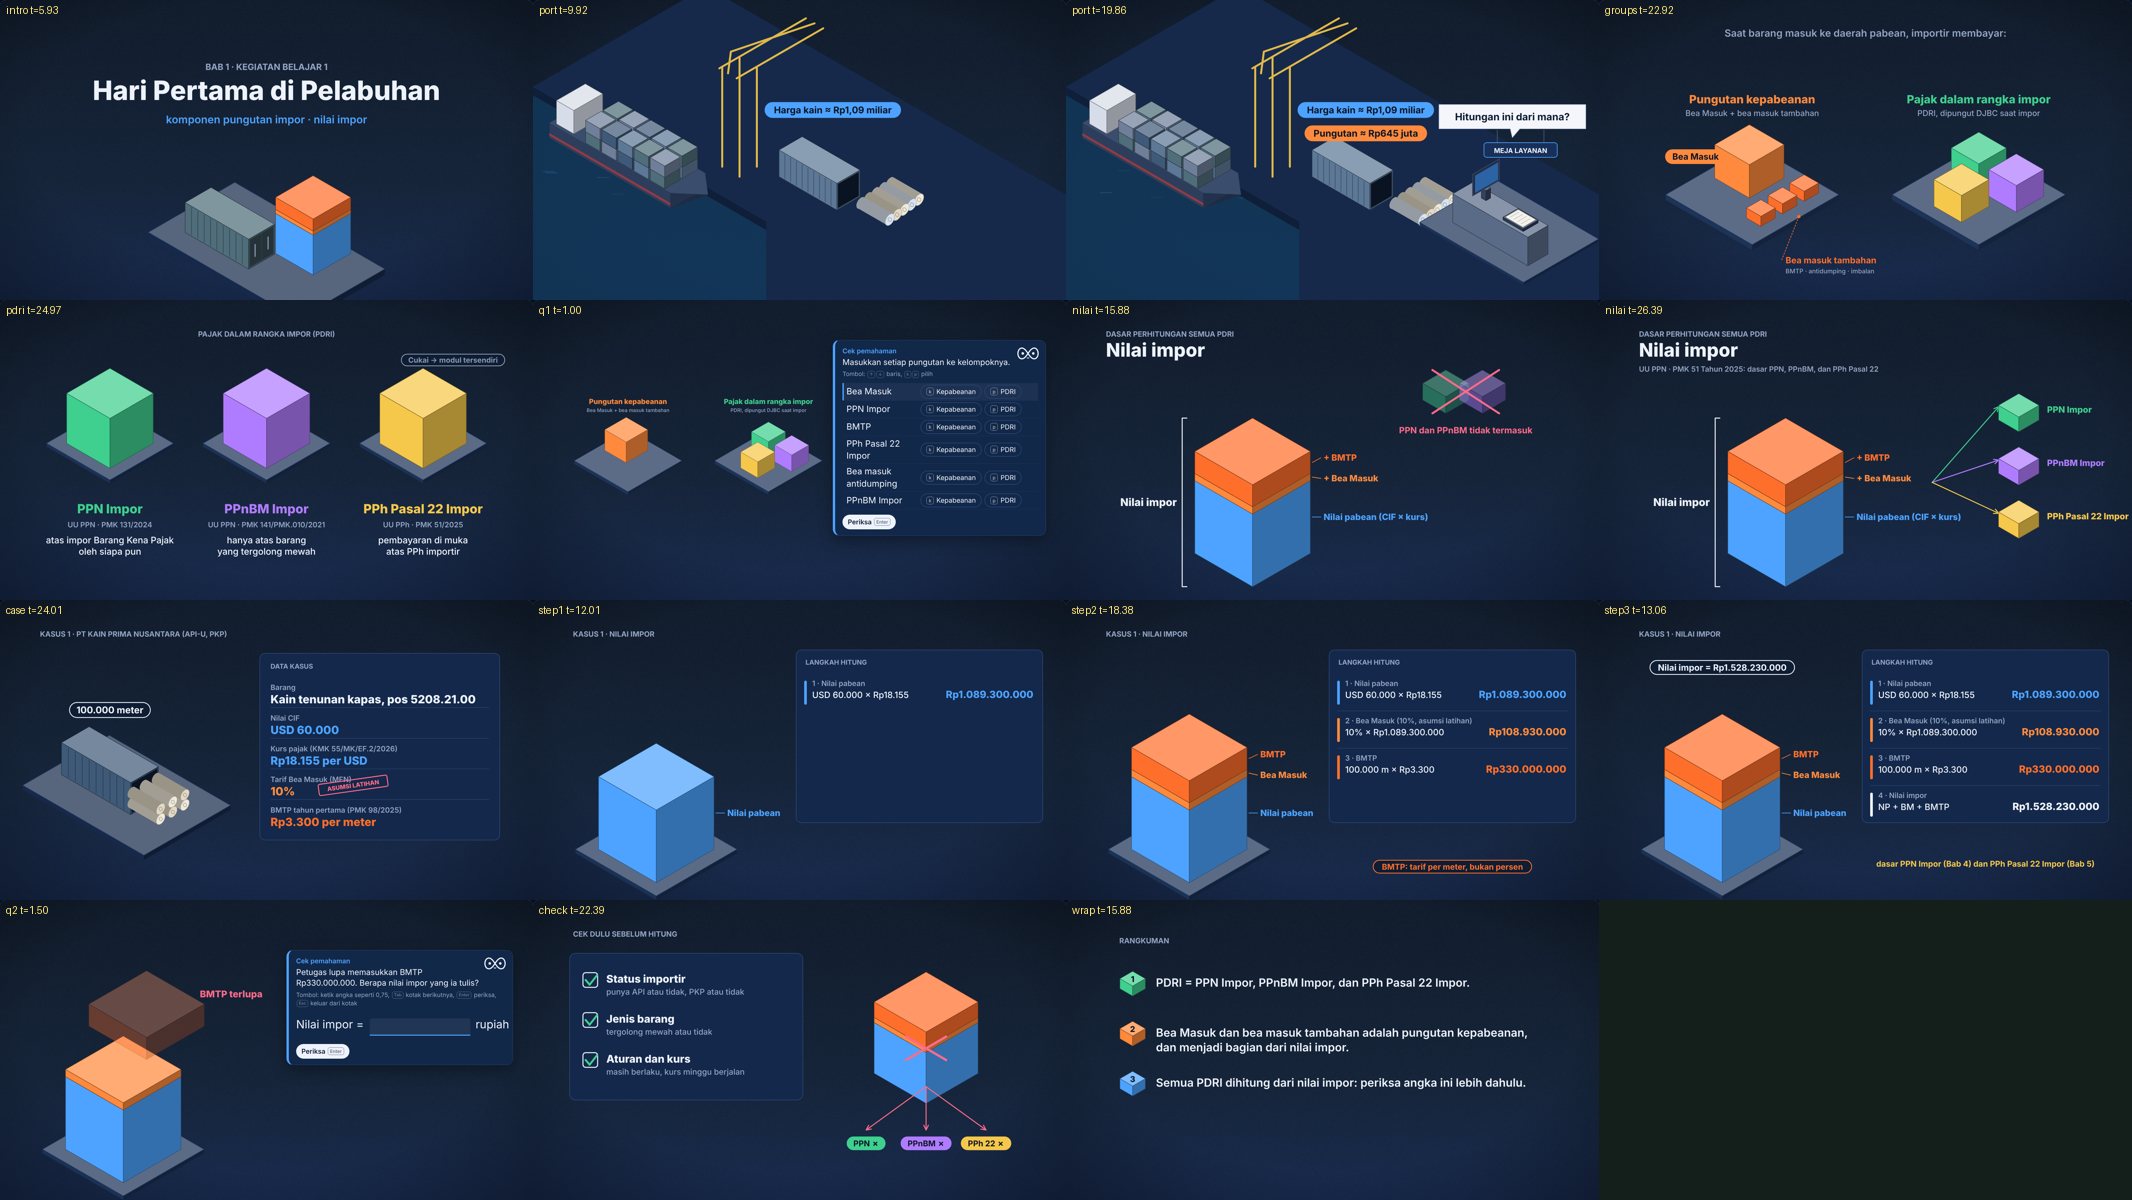 intro t=5.93
BAB 1 · KEGIATAN BELAJAR 1
Hari Pertama di Pelabuhan
komponen pungutan impor · nilai impor
port t=9.92
Harga kain ≈ Rp1,09 miliar
port t=19.86
Harga kain ≈ Rp1,09 miliar
Pungutan ≈ Rp645 juta
Hitungan ini dari mana?
MEJA LAYANAN
groups t=22.92
Saat barang masuk ke daerah pabean, importir membayar:
Pungutan kepabeanan
Bea Masuk + bea masuk tambahan
Bea Masuk
Bea masuk tambahan
BMTP · antidumping · imbalan
Pajak dalam rangka impor
PDRI, dipungut DJBC saat impor
pdri t=24.97
PAJAK DALAM RANGKA IMPOR (PDRI)
Cukai → modul tersendiri
PPN Impor
UU PPN · PMK 131/2024
atas impor Barang Kena Pajak
oleh siapa pun
PPnBM Impor
UU PPN · PMK 141/PMK.010/2021
hanya atas barang
yang tergolong mewah
PPh Pasal 22 Impor
UU PPh · PMK 51/2025
pembayaran di muka
atas PPh importir
q1 t=1.00
Pungutan kepabeanan
Bea Masuk + bea masuk tambahan
Pajak dalam rangka impor
PDRI, dipungut DJBC saat impor
Cek pemahaman
Masukkan setiap pungutan ke kelompoknya.
Tombol: baris, k p pilih
Bea Masuk k Kepabeanan p PDRI
PPN Impor k Kepabeanan p PDRI
BMTP k Kepabeanan p PDRI
PPh Pasal 22
Impor k Kepabeanan p PDRI
Bea masuk
antidumping k Kepabeanan p PDRI
PPnBM Impor k Kepabeanan p PDRI
Periksa Enter
nilai t=15.88
DASAR PERHITUNGAN SEMUA PDRI
Nilai impor
PPN dan PPnBM tidak termasuk
+ BMTP
+ Bea Masuk
Nilai impor
Nilai pabean (CIF × kurs)
nilai t=26.39
DASAR PERHITUNGAN SEMUA PDRI
Nilai impor
UU PPN · PMK 51 Tahun 2025: dasar PPN, PPnBM, dan PPh Pasal 22
+ BMTP
+ Bea Masuk
Nilai impor
Nilai pabean (CIF × kurs)
PPN Impor
PPnBM Impor
PPh Pasal 22 Impor
case t=24.01
KASUS 1 · PT KAIN PRIMA NUSANTARA (API-U, PKP)
100.000 meter
DATA KASUS
Barang
Kain tenunan kapas, pos 5208.21.00
Nilai CIF
USD 60.000
Kurs pajak (KMK 55/MK/EF.2/2026)
Rp18.155 per USD
Tarif Bea Masuk (MFN)
10%
ASUMSI LATIHAN
BMTP tahun pertama (PMK 98/2025)
Rp3.300 per meter
step1 t=12.01
KASUS 1 · NILAI IMPOR
Nilai pabean
LANGKAH HITUNG
1 · Nilai pabean
USD 60.000 × Rp18.155 Rp1.089.300.000
step2 t=18.38
KASUS 1 · NILAI IMPOR
BMTP
Bea Masuk
Nilai pabean
LANGKAH HITUNG
1 · Nilai pabean
USD 60.000 × Rp18.155 Rp1.089.300.000
2 · Bea Masuk (10%, asumsi latihan)
10% × Rp1.089.300.000 Rp108.930.000
3 · BMTP
100.000 m × Rp3.300 Rp330.000.000
BMTP: tarif per meter, bukan persen
step3 t=13.06
KASUS 1 · NILAI IMPOR
Nilai impor = Rp1.528.230.000
BMTP
Bea Masuk
Nilai pabean
LANGKAH HITUNG
1 · Nilai pabean
USD 60.000 × Rp18.155 Rp1.089.300.000
2 · Bea Masuk (10%, asumsi latihan)
10% × Rp1.089.300.000 Rp108.930.000
3 · BMTP
100.000 m × Rp3.300 Rp330.000.000
4 · Nilai impor
NP + BM + BMTP Rp1.528.230.000
dasar PPN Impor (Bab 4) dan PPh Pasal 22 Impor (Bab 5)
q2 t=1.50
BMTP terlupa
Cek pemahaman
Petugas lupa memasukkan BMTP
Rp330.000.000. Berapa nilai impor yang ia tulis?
Tombol: ketik angka seperti 0,75, Tab kotak berikutnya, Enter periksa,
Esc keluar dari kotak
Nilai impor = rupiah
Periksa Enter
check t=22.39
CEK DULU SEBELUM HITUNG
Status importir
punya API atau tidak, PKP atau tidak
Jenis barang
tergolong mewah atau tidak
Aturan dan kurs
masih berlaku, kurs minggu berjalan
PPN ×
PPnBM ×
PPh 22 ×
wrap t=15.88
RANGKUMAN
1 PDRI = PPN Impor, PPnBM Impor, dan PPh Pasal 22 Impor.
2 Bea Masuk dan bea masuk tambahan adalah pungutan kepabeanan,
dan menjadi bagian dari nilai impor.
3 Semua PDRI dihitung dari nilai impor: periksa angka ini lebih dahulu.